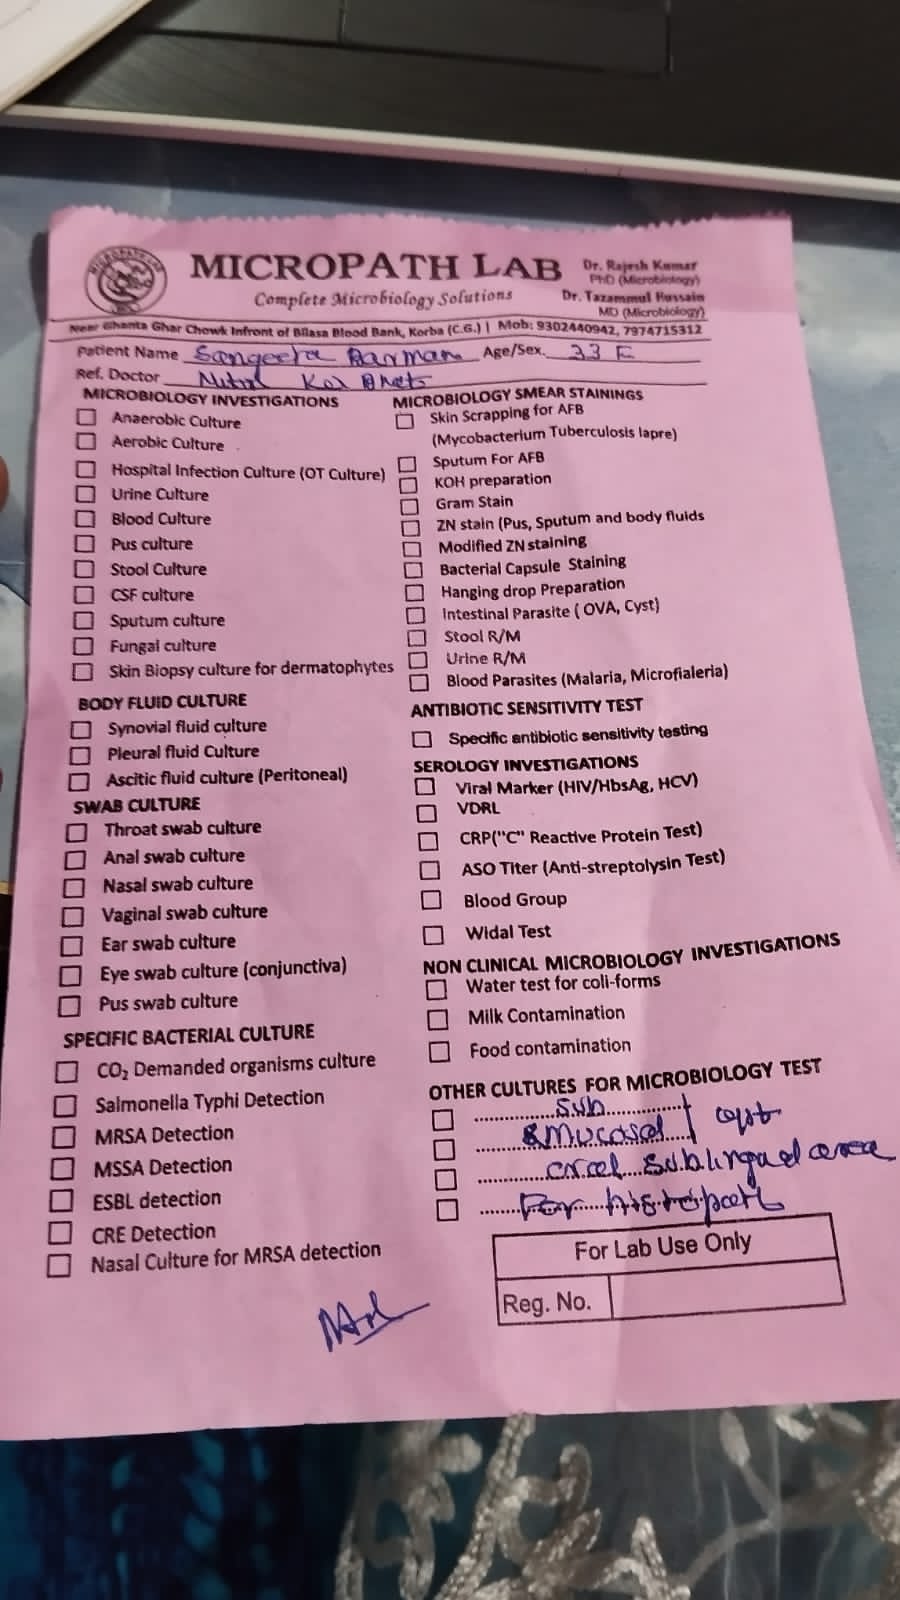 MICROPATH LAB
Complete Microbiology Solutions
Dr. Rajesh Kumar
PhD (Microbiology)
Dr. Tazammul Hussain
MD (Microbiology)
Near Ghanta Ghar Chowk Infront of Bilasa Blood Bank, Korba (C.G.) | Mob: 9302440942, 7974715312
Patient Name Sangeeta Barman Age/Sex. 33 F
Ref. Doctor
MICROBIOLOGY INVESTIGATIONS
Anaerobic Culture
Aerobic Culture
Hospital Infection Culture (OT Culture)
Urine Culture
Blood Culture
Pus culture
Stool Culture
CSF culture
Sputum culture
Fungal culture
Skin Biopsy culture for dermatophytes
BODY FLUID CULTURE
Synovial fluid culture
Pleural fluid Culture
Ascitic fluid culture (Peritoneal)
SWAB CULTURE
Throat swab culture
Anal swab culture
Nasal swab culture
Vaginal swab culture
Ear swab culture
Eye swab culture (conjunctiva)
Pus swab culture
SPECIFIC BACTERIAL CULTURE
CO₂ Demanded organisms culture
Salmonella Typhi Detection
MRSA Detection
MSSA Detection
ESBL detection
CRE Detection
Nasal Culture for MRSA detection
MICROBIOLOGY SMEAR STAININGS
Skin Scrapping for AFB
(Mycobacterium Tuberculosis lapre)
Sputum For AFB
KOH preparation
Gram Stain
ZN stain (Pus, Sputum and body fluids
Modified ZN staining
Bacterial Capsule Staining
Hanging drop Preparation
Intestinal Parasite ( OVA, Cyst)
Stool R/M
Urine R/M
Blood Parasites (Malaria, Microfialeria)
ANTIBIOTIC SENSITIVITY TEST
Specific antibiotic sensitivity testing
SEROLOGY INVESTIGATIONS
Viral Marker (HIV/HbsAg, HCV)
VDRL
CRP("C" Reactive Protein Test)
ASO Titer (Anti-streptolysin Test)
Blood Group
Widal Test
NON CLINICAL MICROBIOLOGY INVESTIGATIONS
Water test for coli-forms
Milk Contamination
Food contamination
OTHER CULTURES FOR MICROBIOLOGY TEST
Sub
mucosal cyst
sublingual area
For histopath
For Lab Use Only
Reg. No.